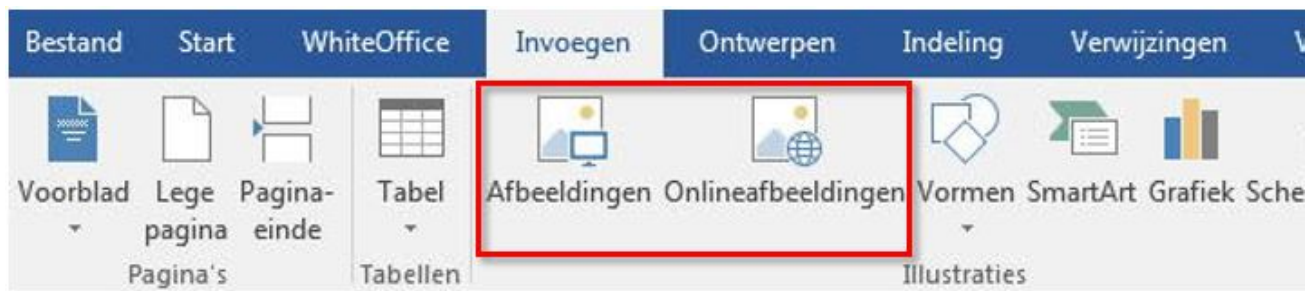 Bestand Start WhiteOffice Invoegen Ontwerpen Indeling Verwijzingen
Voorblad Lege Pagina- Tabel Afbeeldingen Onlineafbeeldingen Vormen SmartArt Grafiek Sche
pagina einde
Pagina's Tabellen Illustraties